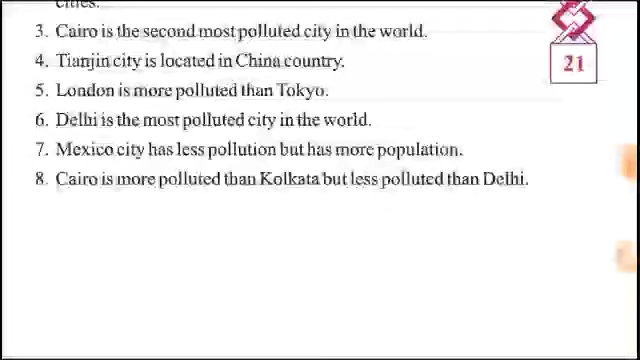 cities.
3. Cairo is the second most polluted city in the world.
4. Tianjin city is located in China country.
5. London is more polluted than Tokyo.
6. Delhi is the most polluted city in the world.
7. Mexico city has less pollution but has more population.
8. Cairo is more polluted than Kolkata but less polluted than Delhi.
21